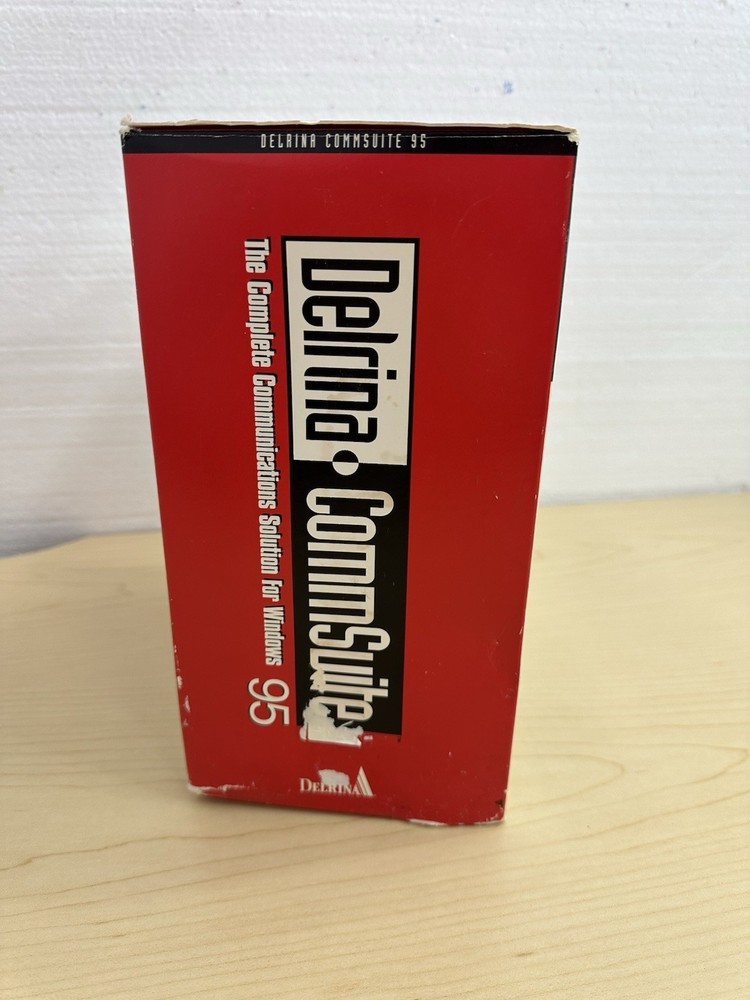 DELRINA COMMSUITE 95
Delrina • CommSuite
The Complete Communications Solution For Windows 95
DELRINA